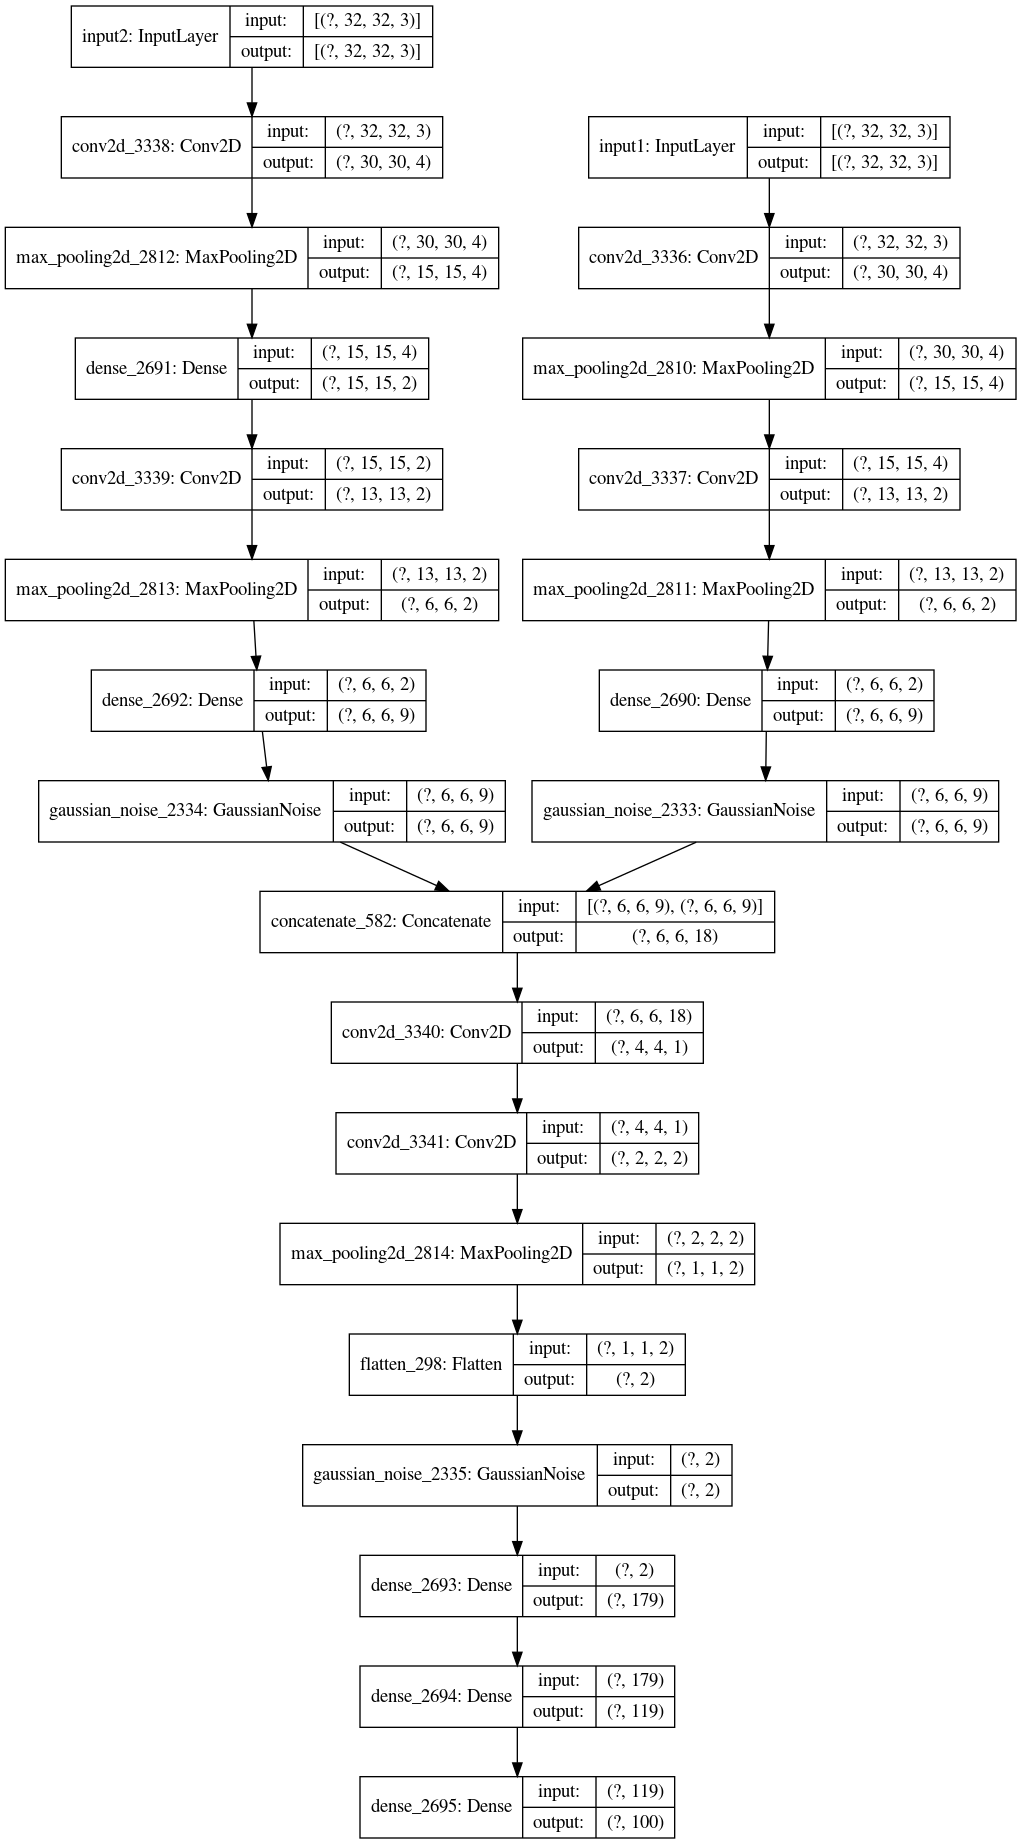 input2: InputLayer
input: [(?, 32, 32, 3)]
output: [(?, 32, 32, 3)]
conv2d_3338: Conv2D
input: (?, 32, 32, 3)
output: (?, 30, 30, 4)
input1: InputLayer
input: [(?, 32, 32, 3)]
output: [(?, 32, 32, 3)]
max_pooling2d_2812: MaxPooling2D
input: (?, 30, 30, 4)
output: (?, 15, 15, 4)
conv2d_3336: Conv2D
input: (?, 32, 32, 3)
output: (?, 30, 30, 4)
dense_2691: Dense
input: (?, 15, 15, 4)
output: (?, 15, 15, 2)
max_pooling2d_2810: MaxPooling2D
input: (?, 30, 30, 4)
output: (?, 15, 15, 4)
conv2d_3339: Conv2D
input: (?, 15, 15, 2)
output: (?, 13, 13, 2)
conv2d_3337: Conv2D
input: (?, 15, 15, 4)
output: (?, 13, 13, 2)
max_pooling2d_2813: MaxPooling2D
input: (?, 13, 13, 2)
output: (?, 6, 6, 2)
max_pooling2d_2811: MaxPooling2D
input: (?, 13, 13, 2)
output: (?, 6, 6, 2)
dense_2692: Dense
input: (?, 6, 6, 2)
output: (?, 6, 6, 9)
dense_2690: Dense
input: (?, 6, 6, 2)
output: (?, 6, 6, 9)
gaussian_noise_2334: GaussianNoise
input: (?, 6, 6, 9)
output: (?, 6, 6, 9)
gaussian_noise_2333: GaussianNoise
input: (?, 6, 6, 9)
output: (?, 6, 6, 9)
concatenate_582: Concatenate
input: [(?, 6, 6, 9), (?, 6, 6, 9)]
output: (?, 6, 6, 18)
conv2d_3340: Conv2D
input: (?, 6, 6, 18)
output: (?, 4, 4, 1)
conv2d_3341: Conv2D
input: (?, 4, 4, 1)
output: (?, 2, 2, 2)
max_pooling2d_2814: MaxPooling2D
input: (?, 2, 2, 2)
output: (?, 1, 1, 2)
flatten_298: Flatten
input: (?, 1, 1, 2)
output: (?, 2)
gaussian_noise_2335: GaussianNoise
input: (?, 2)
output: (?, 2)
dense_2693: Dense
input: (?, 2)
output: (?, 179)
dense_2694: Dense
input: (?, 179)
output: (?, 119)
dense_2695: Dense
input: (?, 119)
output: (?, 100)